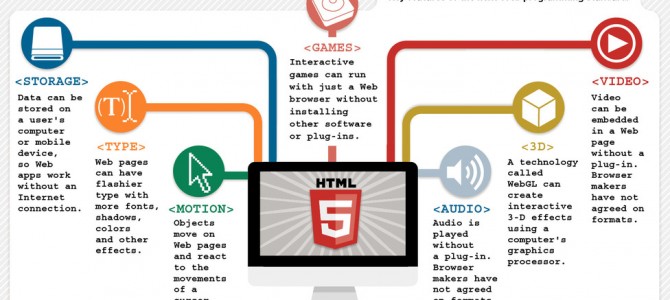 <GAMES>
Interactive
games can run
with just a Web
browser without
installing
other software
or plug-ins.
<STORAGE>
Data can be
stored on
a user's
computer
or mobile
device,
so Web
apps work
without an
Internet
connection.
(T)
<TYPE>
Web pages
can have
flashier
type with
more fonts,
shadows,
colors
and other
effects.
<MOTION>
Objects
move on
Web pages
and react
to the
movements
of a
cursor
HTML
5
<AUDIO>
Audio is
played
without
a plug-in.
Browser
makers have
not agreed
on formats
<3D>
A technology
called
WebGL can
create
interactive
3-D effects
using a
computer's
graphics
processor.
<VIDEO>
Video
can be
embedded
in a Web
page
without a
plug-in.
Browser
makers
have not
agreed on
formats.